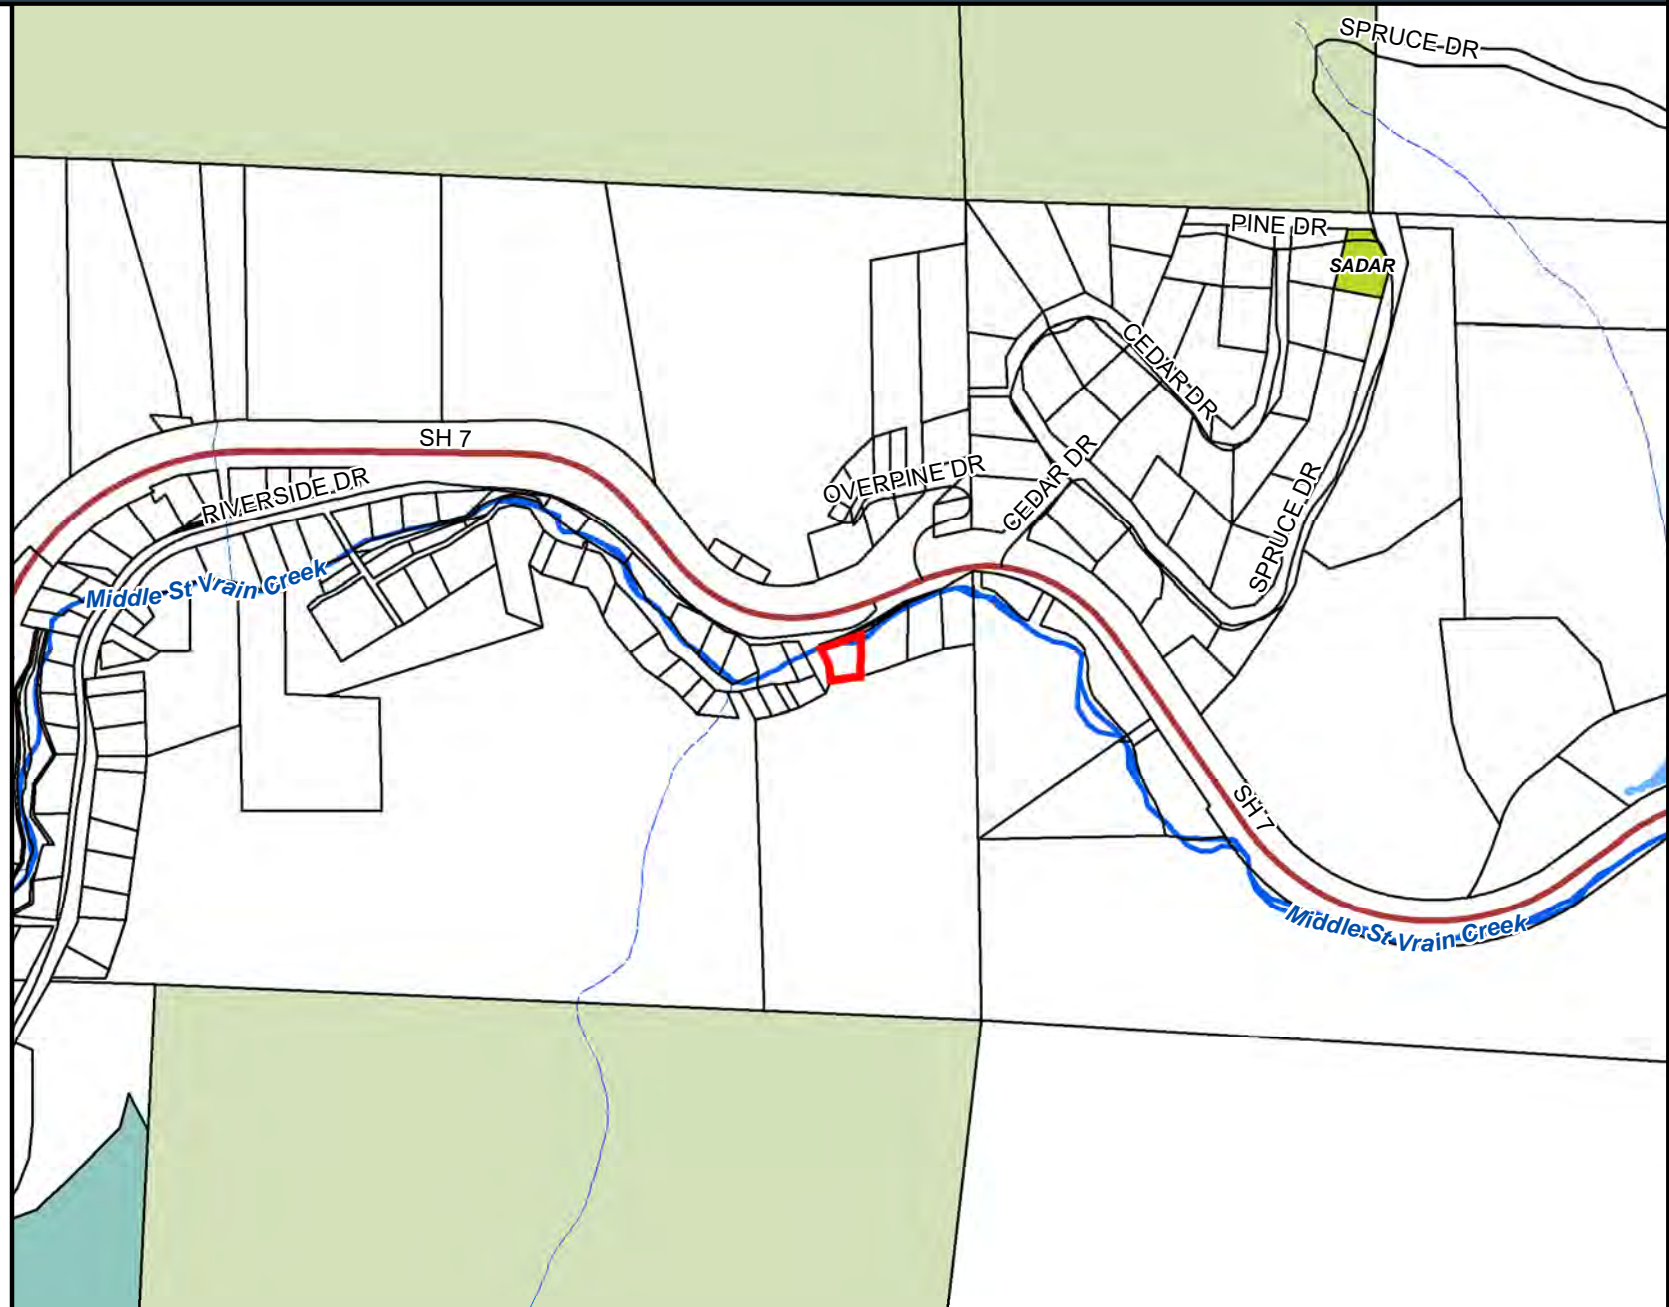 SPRUCE DR
PINE DR
SADAR
CEDAR DR
SH 7
OVERPINE DR
CEDAR DR
RIVERSIDE DR
SPRUCE DR
Middle St Vrain Creek
SH 7
Middle St Vrain Creek